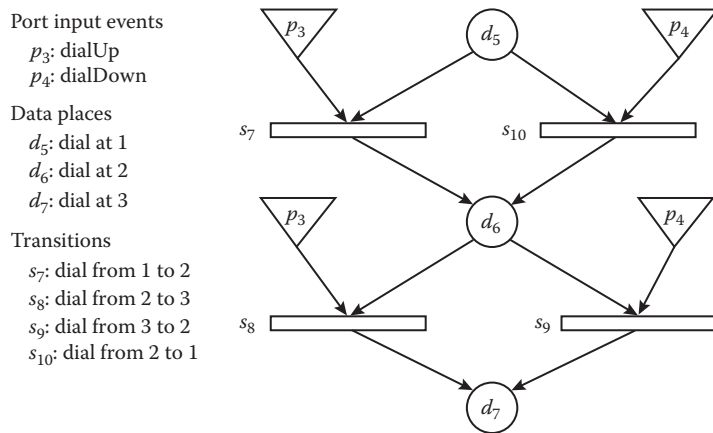 Port input events
p₃: dialUp
p₄: dialDown
Data places
d₅: dial at 1
d₆: dial at 2
d₇: dial at 3
Transitions
s₇: dial from 1 to 2
s₈: dial from 2 to 3
s₉: dial from 3 to 2
s₁₀: dial from 2 to 1
p₃
d₅
p₄
s₇
s₁₀
p₃
d₆
p₄
s₈
s₉
d₇